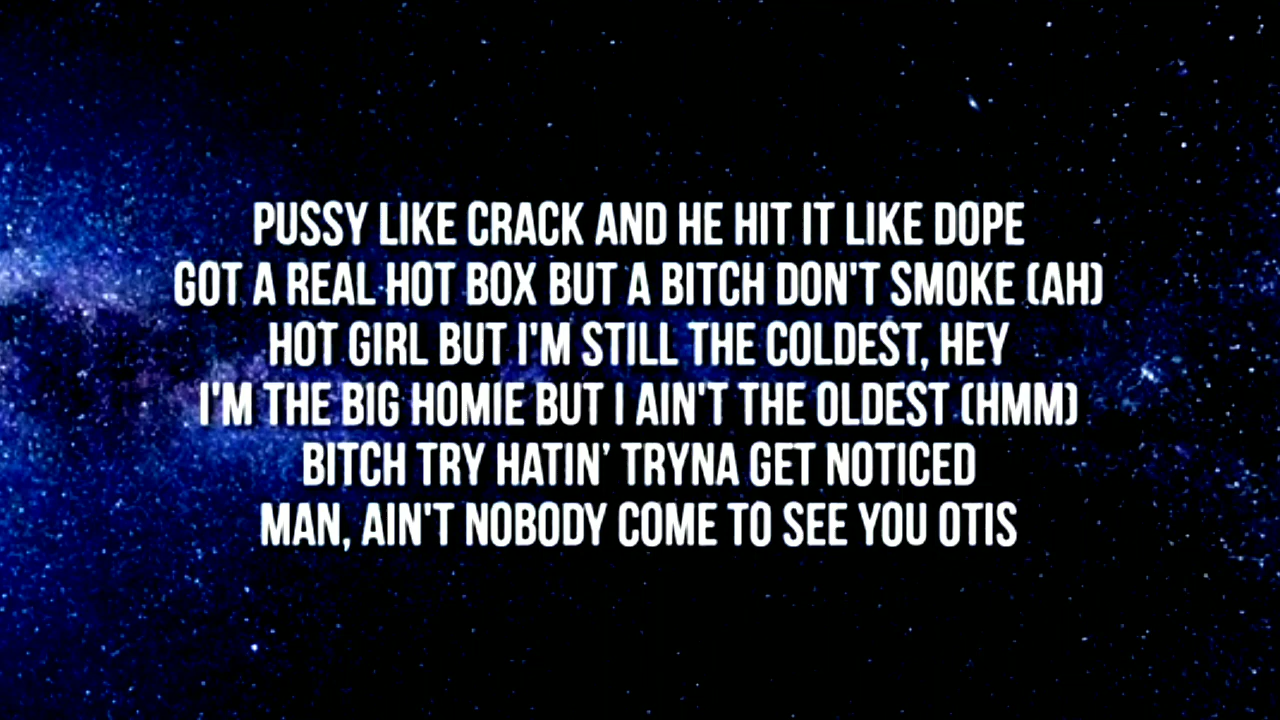 PUSSY LIKE CRACK AND HE HIT IT LIKE DOPE
GOT A REAL HOT BOX BUT A BITCH DON'T SMOKE (AH)
HOT GIRL BUT I'M STILL THE COLDEST, HEY
I'M THE BIG HOMIE BUT I AIN'T THE OLDEST (HMM)
BITCH TRY HATIN’ TRYNA GET NOTICED
MAN, AIN'T NOBODY COME TO SEE YOU OTIS